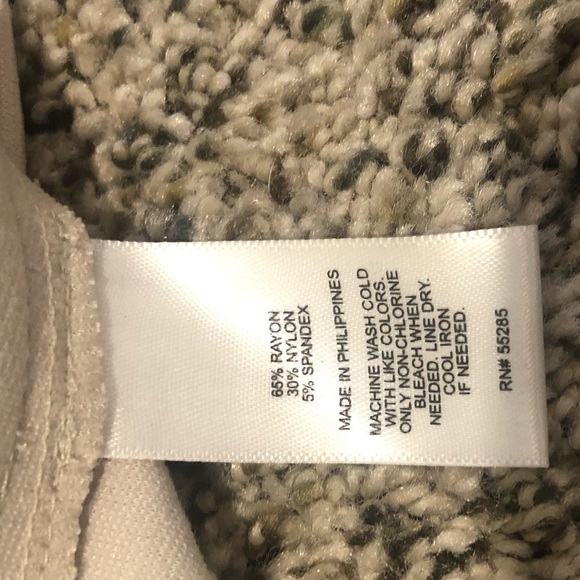 65% RAYON
30% NYLON
5% SPANDEX
MADE IN PHILIPPINES
MACHINE WASH COLD
WITH LIKE COLORS.
ONLY NON-CHLORINE
BLEACH WHEN
NEEDED, LINE DRY.
COOL IRON
IF NEEDED.
RN# 55285